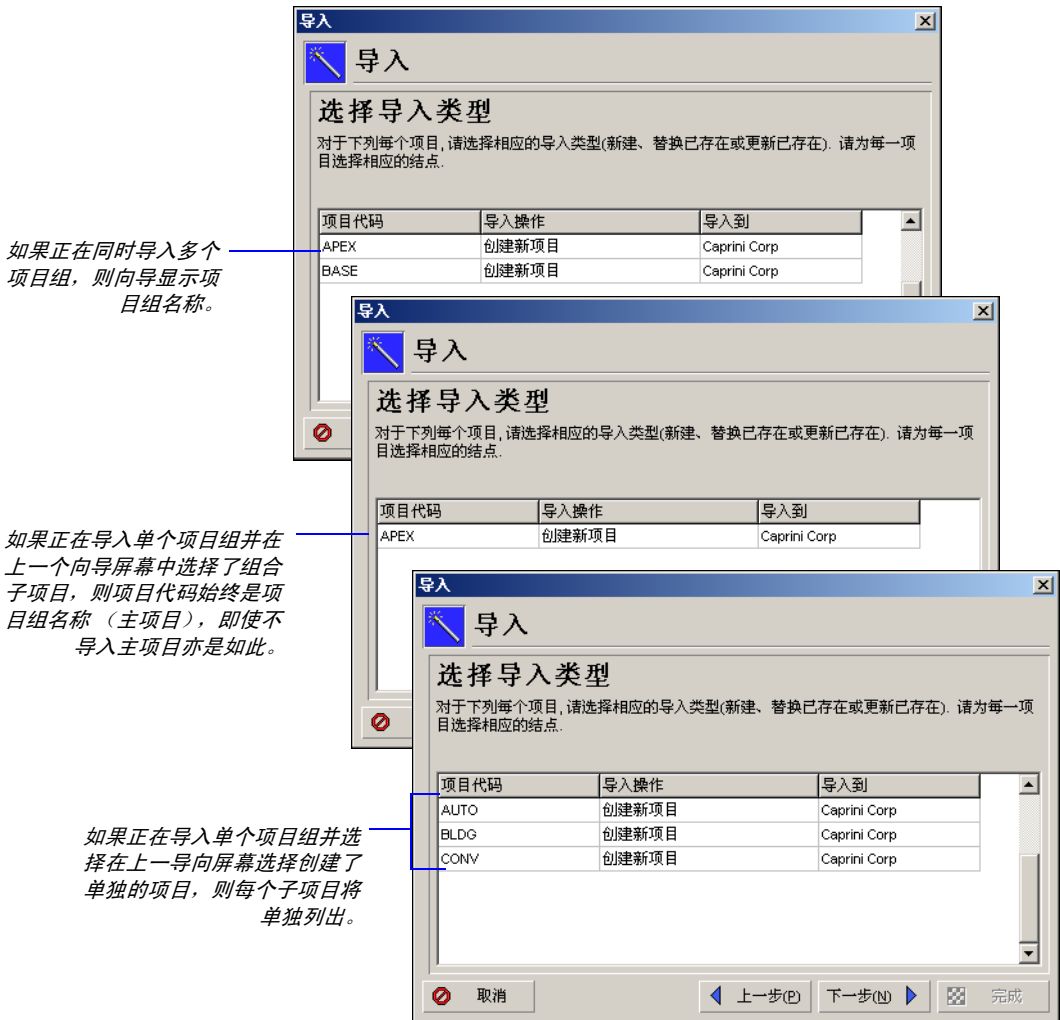 导入
导入
选择导入类型
对于下列每个项目,请选择相应的导入类型(新建、替换已存在或更新已存在). 请为每一项
目选择相应的结点.
项目代码 导入操作 导入到
APEX 创建新项目 Caprini Corp
BASE 创建新项目 Caprini Corp
如果正在同时导入多个
项目组，则向导显示项
目组名称。
导入
导入
选择导入类型
对于下列每个项目,请选择相应的导入类型(新建、替换已存在或更新已存在). 请为每一项
目选择相应的结点.
项目代码 导入操作 导入到
APEX 创建新项目 Caprini Corp
如果正在导入单个项目组并在
上一个向导屏幕中选择了组合
子项目，则项目代码始终是项
目组名称（主项目），即使不
导入主项目亦是如此。
导入
导入
选择导入类型
对于下列每个项目,请选择相应的导入类型(新建、替换已存在或更新已存在). 请为每一项
目选择相应的结点.
项目代码 导入操作 导入到
AUTO 创建新项目 Caprini Corp
BLDG 创建新项目 Caprini Corp
CONV 创建新项目 Caprini Corp
如果正在导入单个项目组并选
择在上一导向屏幕选择创建了
单独的项目，则每个子项目将
单独列出。
取消 上一步(P) 下一步(N) 完成